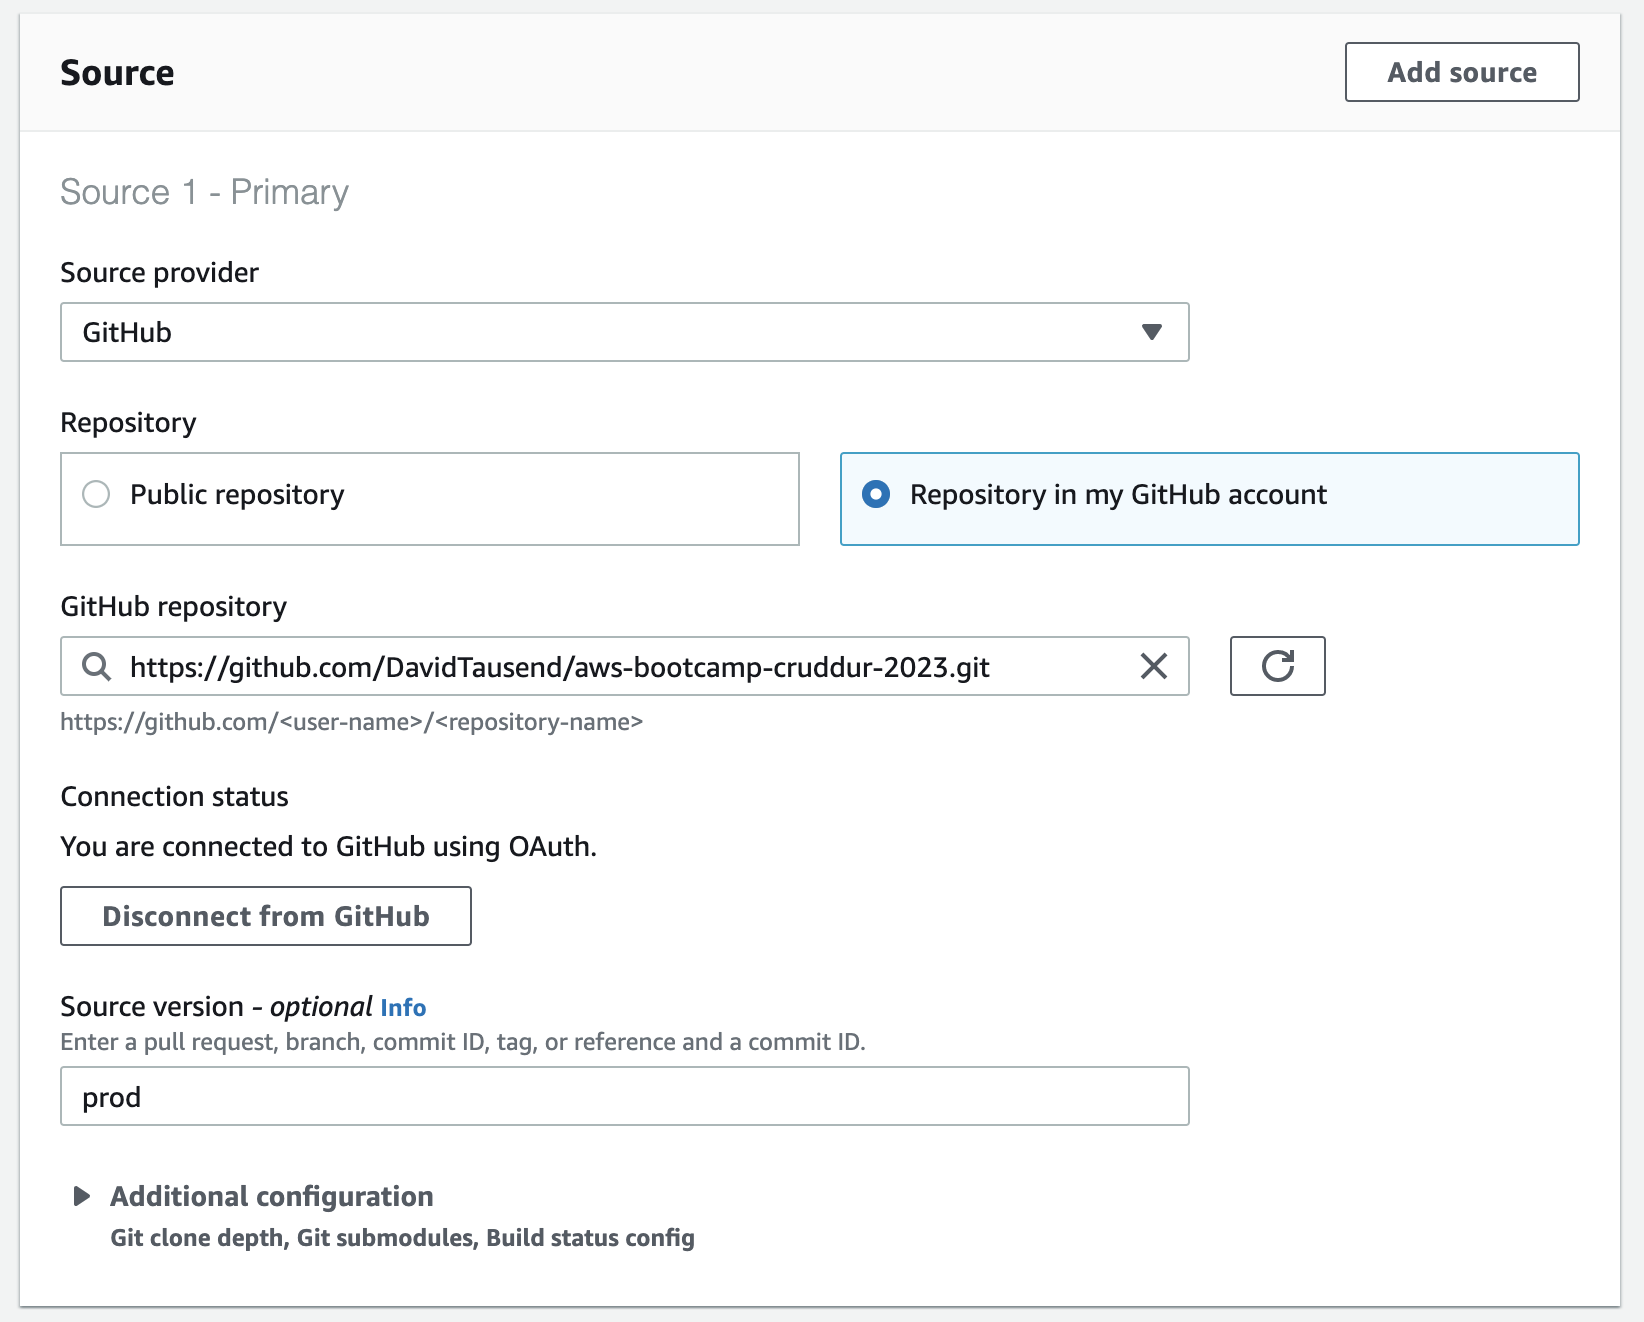 Source
Add source
Source 1 - Primary
Source provider
GitHub
Repository
Public repository
Repository in my GitHub account
GitHub repository
https://github.com/DavidTausend/aws-bootcamp-cruddur-2023.git
https://github.com/<user-name>/<repository-name>
Connection status
You are connected to GitHub using OAuth.
Disconnect from GitHub
Source version - optional Info
Enter a pull request, branch, commit ID, tag, or reference and a commit ID.
prod
Additional configuration
Git clone depth, Git submodules, Build status config